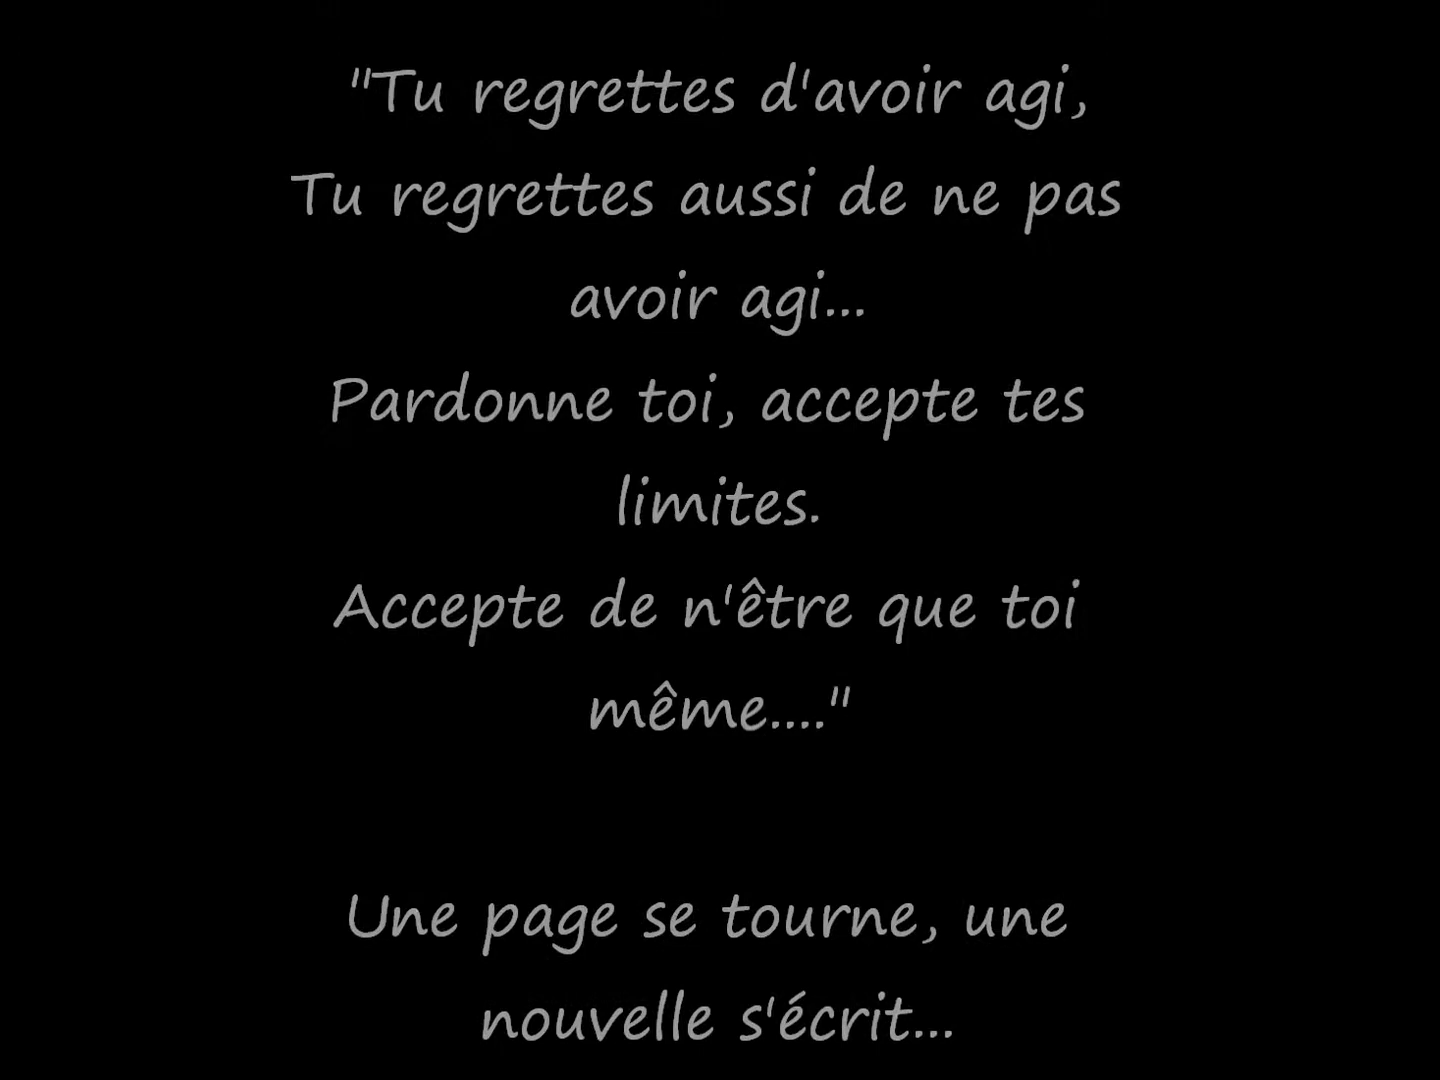 "Tu regrettes d'avoir agi,
Tu regrettes aussi de ne pas
avoir agi...
Pardonne toi, accepte tes
limites.
Accepte de n'être que toi
même...."
Une page se tourne, une
nouvelle s'écrit...